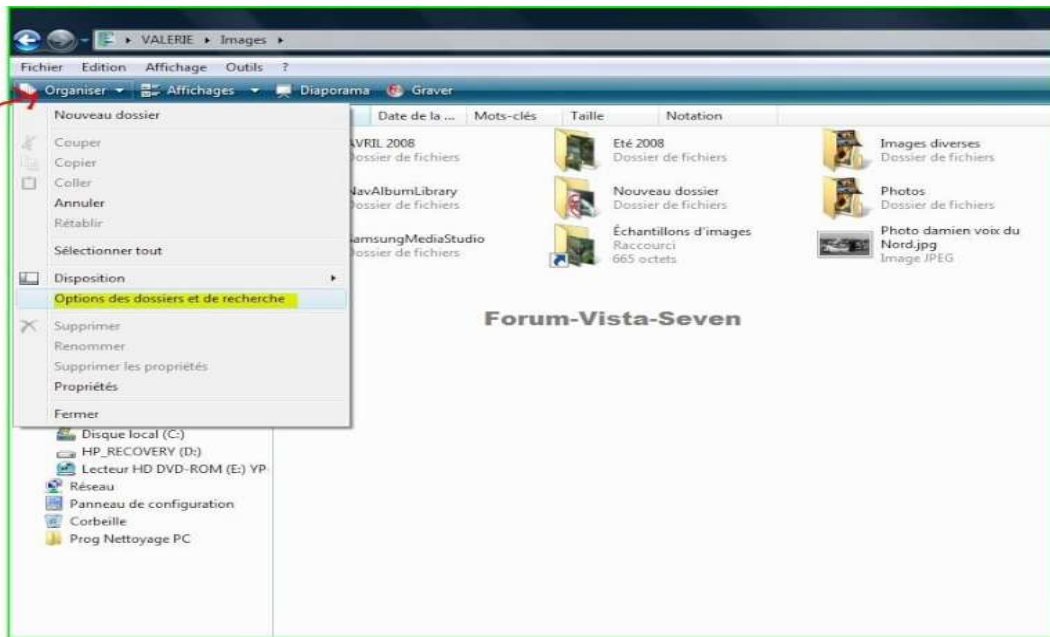 VALERIE Images
Fichier Edition Affichage Outils ?
Organiser Affichages Diaporama Graver
Nouveau dossier
Couper
Copier
Coller
Annuler
Rétablir
Sélectionner tout
Disposition
Options des dossiers et de recherche
Supprimer
Renommer
Supprimer les propriétés
Propriétés
Fermer
Date de la ... Mots-clés Taille Notation
AVRIL 2008
Dossier de fichiers
Eté 2008
Dossier de fichiers
Images diverses
Dossier de fichiers
NavAlbumLibrary
Dossier de fichiers
Nouveau dossier
Dossier de fichiers
Photos
Dossier de fichiers
SamsungMediaStudio
Dossier de fichiers
Échantillons d'images
Raccourci
665 octets
Photo damien voix du
Nord.jpg
Image JPEG
Forum-Vista-Seven
Disque local (C:)
HP_RECOVERY (D:)
Lecteur HD DVD-ROM (E:) YP
Réseau
Panneau de configuration
Corbeille
Prog Nettoyage PC